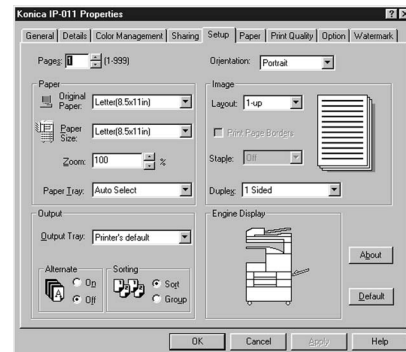 Konica IP-011 Properties
General Details Color Management Sharing Setup Paper Print Quality Option Watermark
Pages: 1 (1-999)
Orientation: Portrait
Paper
Original Paper: Letter(8.5x11in)
Paper Size: Letter(8.5x11in)
Zoom: 100 %
Paper Tray: Auto Select
Image
Layout: 1-up
Print Page Borders
Staple: Off
Duplex: 1 Sided
Output
Output Tray: Printer's default
Alternate
On
Off
A
Sorting
Sort
Group
Engine Display
About
Default
OK Cancel Apply Help